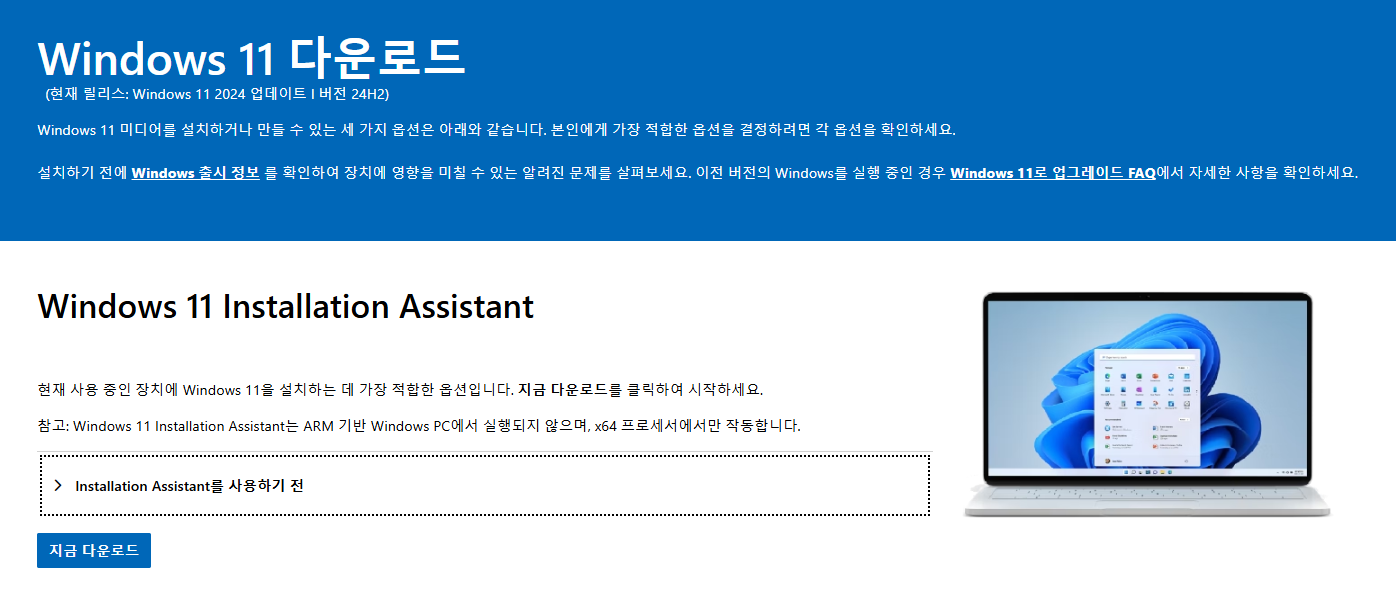 Windows 11 다운로드
(현재 릴리스: Windows 11 2024 업데이트 l 버전 24H2)
Windows 11 미디어를 설치하거나 만들 수 있는 세 가지 옵션은 아래와 같습니다. 본인에게 가장 적합한 옵션을 결정하려면 각 옵션을 확인하세요.
설치하기 전에 Windows 출시 정보 를 확인하여 장치에 영향을 미칠 수 있는 알려진 문제를 살펴보세요. 이전 버전의 Windows를 실행 중인 경우 Windows 11로 업그레이드 FAQ에서 자세한 사항을 확인하세요.
Windows 11 Installation Assistant
현재 사용 중인 장치에 Windows 11을 설치하는 데 가장 적합한 옵션입니다. 지금 다운로드를 클릭하여 시작하세요.
참고: Windows 11 Installation Assistant는 ARM 기반 Windows PC에서 실행되지 않으며, x64 프로세서에서만 작동합니다.
Installation Assistant를 사용하기 전
지금 다운로드